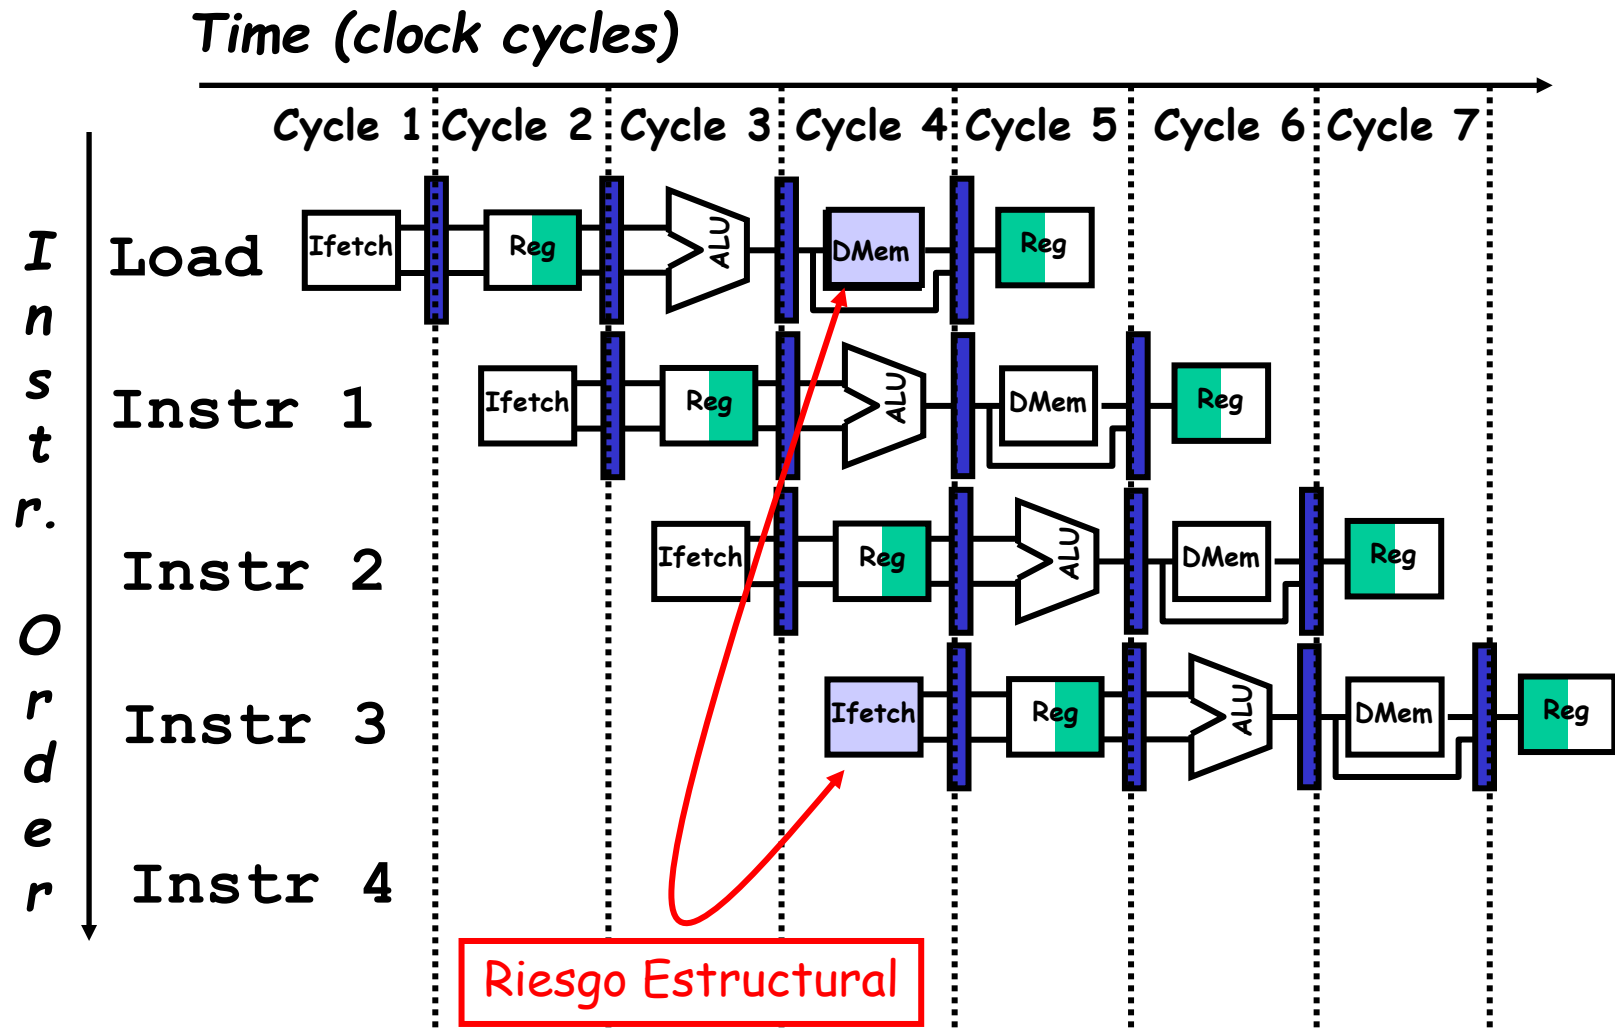 Time (clock cycles)
Cycle 1 Cycle 2 Cycle 3 Cycle 4 Cycle 5 Cycle 6 Cycle 7
Instr. Order
Load Ifetch Reg ALU DMem Reg
Instr 1 Ifetch Reg ALU DMem Reg
Instr 2 Ifetch Reg ALU DMem Reg
Instr 3 Ifetch Reg ALU DMem Reg
Instr 4
Riesgo Estructural